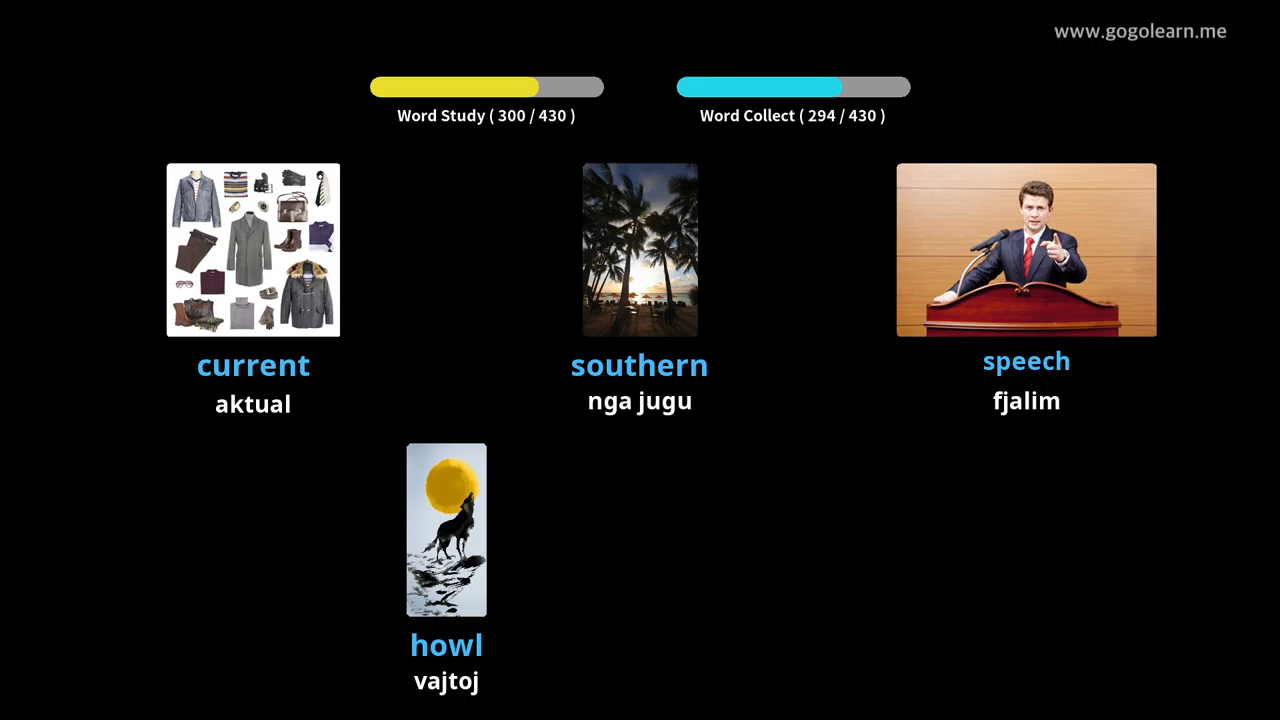 www.gogolearn.me
Word Study ( 300 / 430 )
Word Collect ( 294 / 430 )
current
aktual
southern
nga jugu
speech
fjalim
howl
vajtoj